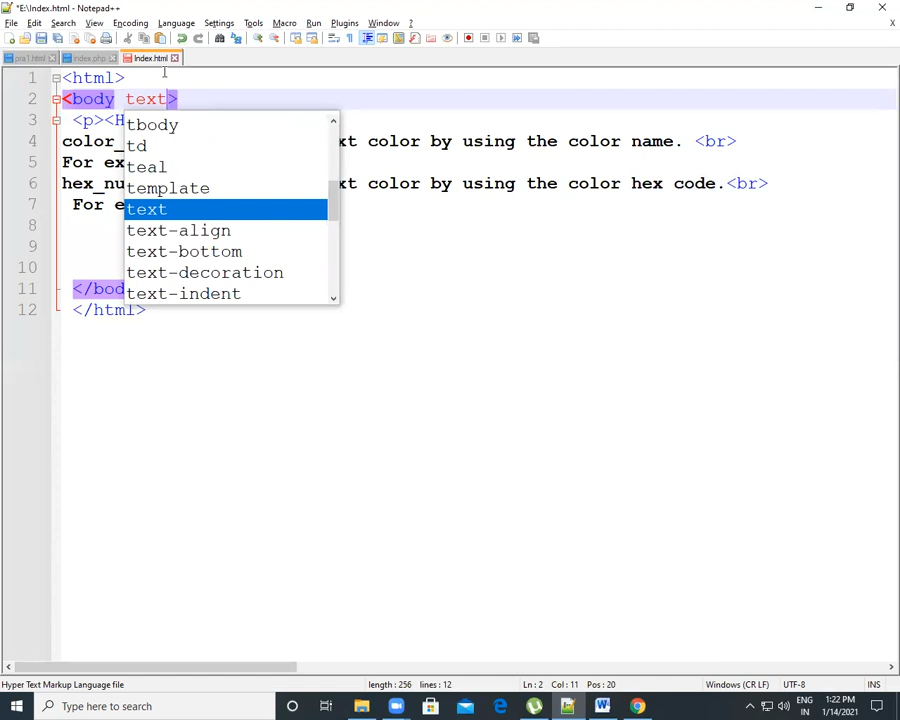 *E:\Index.html - Notepad++
File Edit Search View Encoding Language Settings Tools Macro Run Plugins Window ?
X
pra1.html index.php Index.html
1 <html>
2 <body text>
3 <p><H
4 color_ xt color by using the color name. <br>
5 For ex
6 hex_nu xt color by using the color hex code.<br>
7 For e
8
9
10
11 </bod
12 </html>
tbody
td
teal
template
text
text-align
text-bottom
text-decoration
text-indent
Hyper Text Markup Language file length : 256 lines : 12 Ln : 2 Col : 11 Pos : 20 Windows (CR LF) UTF-8 INS
Type here to search
ENG
IN
1:22 PM
1/14/2021